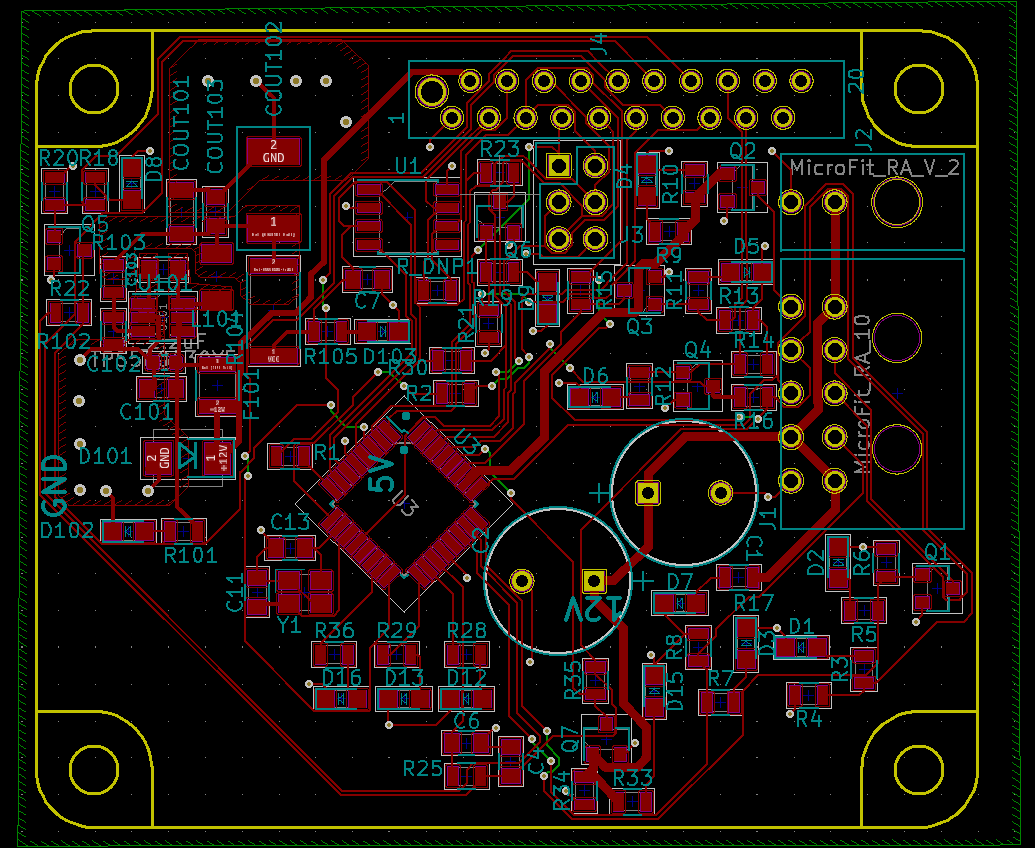 COUT102
J4
20
1
COUT101
COUT103
2
GND
R20
R18
D8
U1
R23
D4
R10
Q2
J2
MicroFit_RA_V_2
Q5
R103
1
J3
R9
D5
Q6
R_DNP1
R22
U101
L101
C7
R19
D9
R15
Q3
R11
R13
R102
R104
R105
D103
R21
R14
C102
R30
R2
Q4
D6
R12
R16
MicroFit_RA_10
C101
F101
+12V
VCC
D101
2
GND
1
+12V
R1
5V
U3
U3
GND
D102
R101
C13
C2
J1
C1
C11
Y1
12V
D7
R17
D2
R6
Q1
R5
R36
R29
R28
R8
D3
D1
R3
D16
D13
D12
R35
D15
R7
R4
C6
C4
Q7
R25
R34
R33